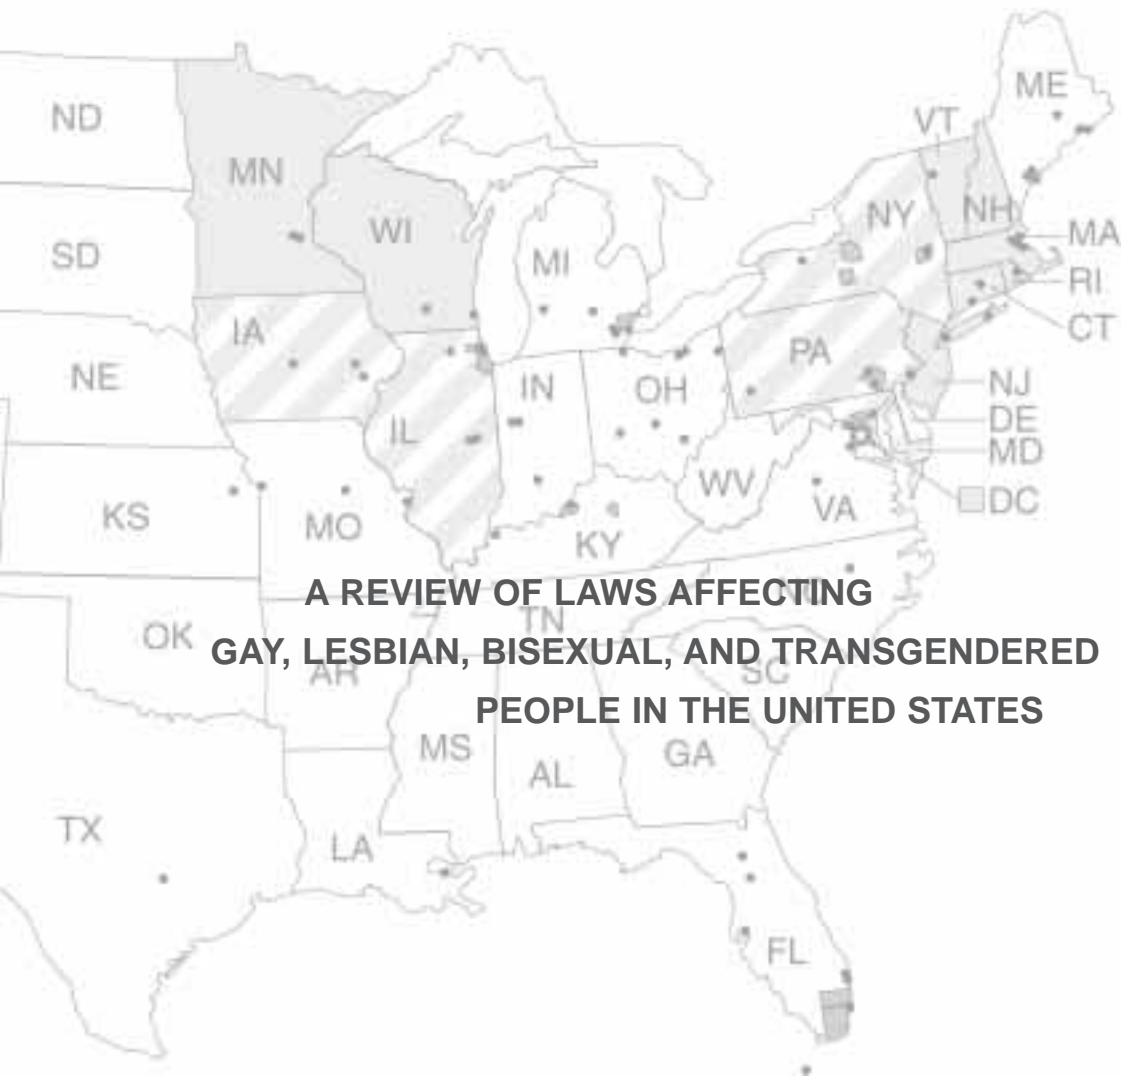 ME
VT
ND
MN
NY
NH
WI
MA
SD
MI
RI
IA
CT
PA
NE
IN
OH
NJ
DE
IL
MD
WV
DC
KS
VA
MO
KY
A REVIEW OF LAWS AFFECTING
TN
OK
GAY, LESBIAN, BISEXUAL, AND TRANSGENDERED
AR
SC
PEOPLE IN THE UNITED STATES
MS
GA
AL
TX
LA
FL